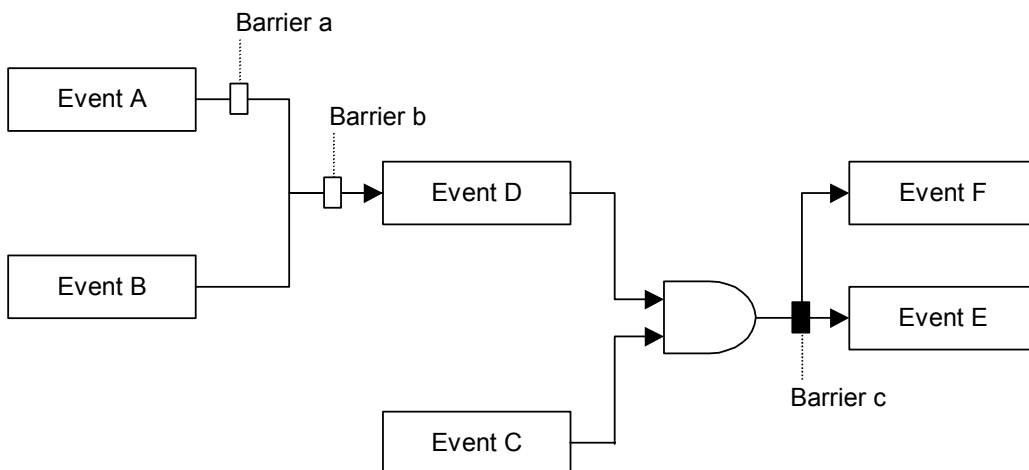 Barrier a
Event A
Barrier b
Event D
Event F
Event B
Event E
Barrier c
Event C